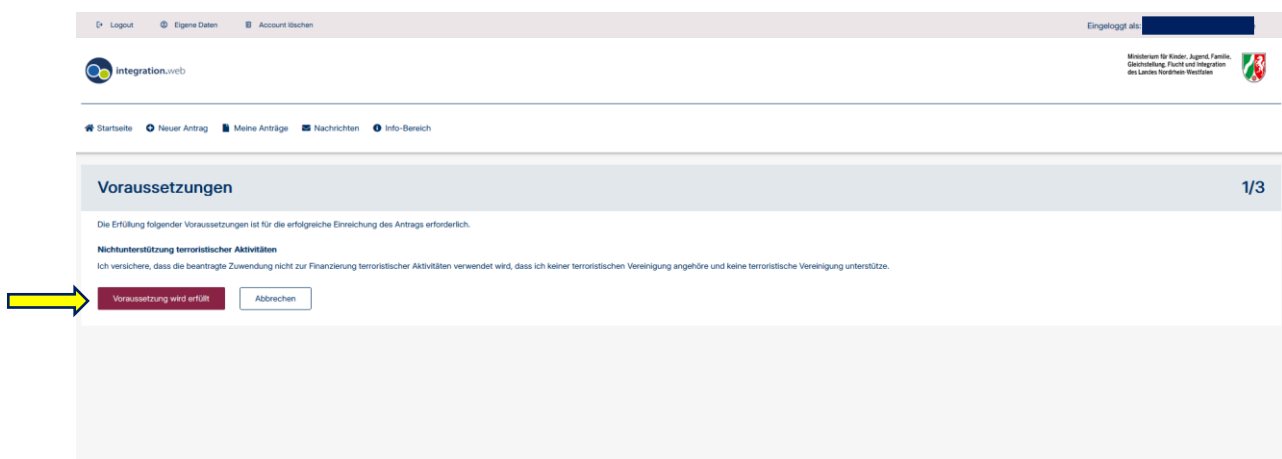 Logout Eigene Daten Account löschen Eingeloggt als:
integration.web
Ministerium für Kinder, Jugend, Familie,
Gleichstellung, Flucht und Integration
des Landes Nordrhein-Westfalen
Startseite Neuer Antrag Meine Anträge Nachrichten Info-Bereich
Voraussetzungen 1/3
Die Erfüllung folgender Voraussetzungen ist für die erfolgreiche Einreichung des Antrags erforderlich.
Nichtunterstützung terroristischer Aktivitäten
Ich versichere, dass die beantragte Zuwendung nicht zur Finanzierung terroristischer Aktivitäten verwendet wird, dass ich keiner terroristischen Vereinigung angehöre und keine terroristische Vereinigung unterstütze.
Voraussetzung wird erfüllt Abbrechen